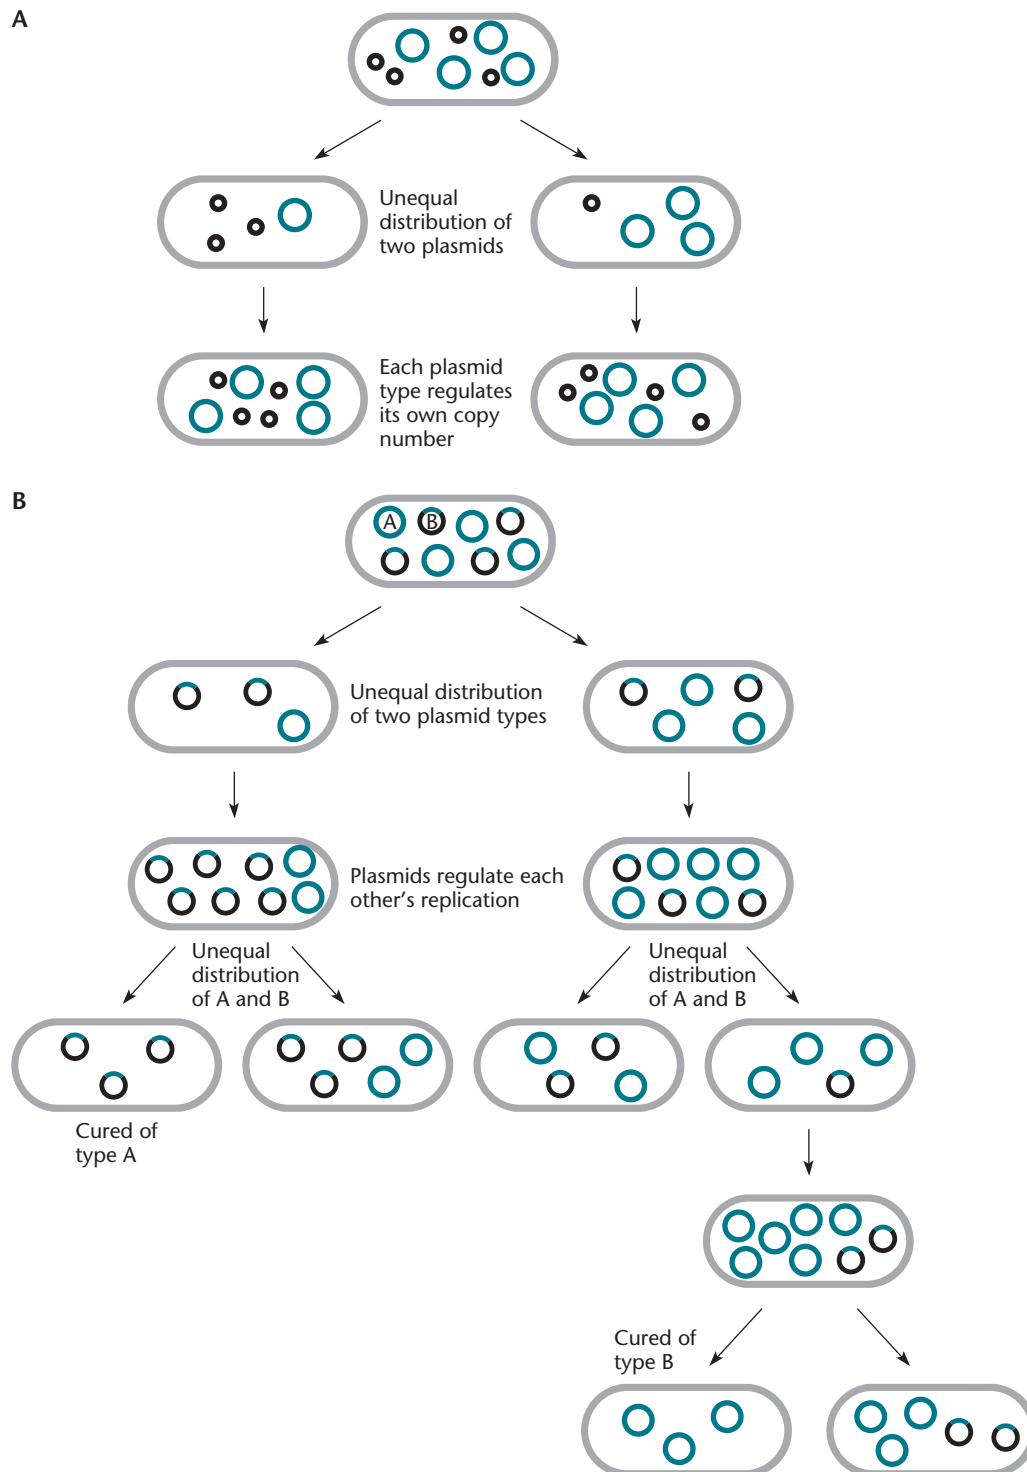 A
Unequal
distribution of
two plasmids
Each plasmid
type regulates
its own copy
number
B
A B
Unequal distribution
of two plasmid types
Plasmids regulate each
other's replication
Unequal
distribution
of A and B
Unequal
distribution
of A and B
Cured of
type A
Cured of
type B